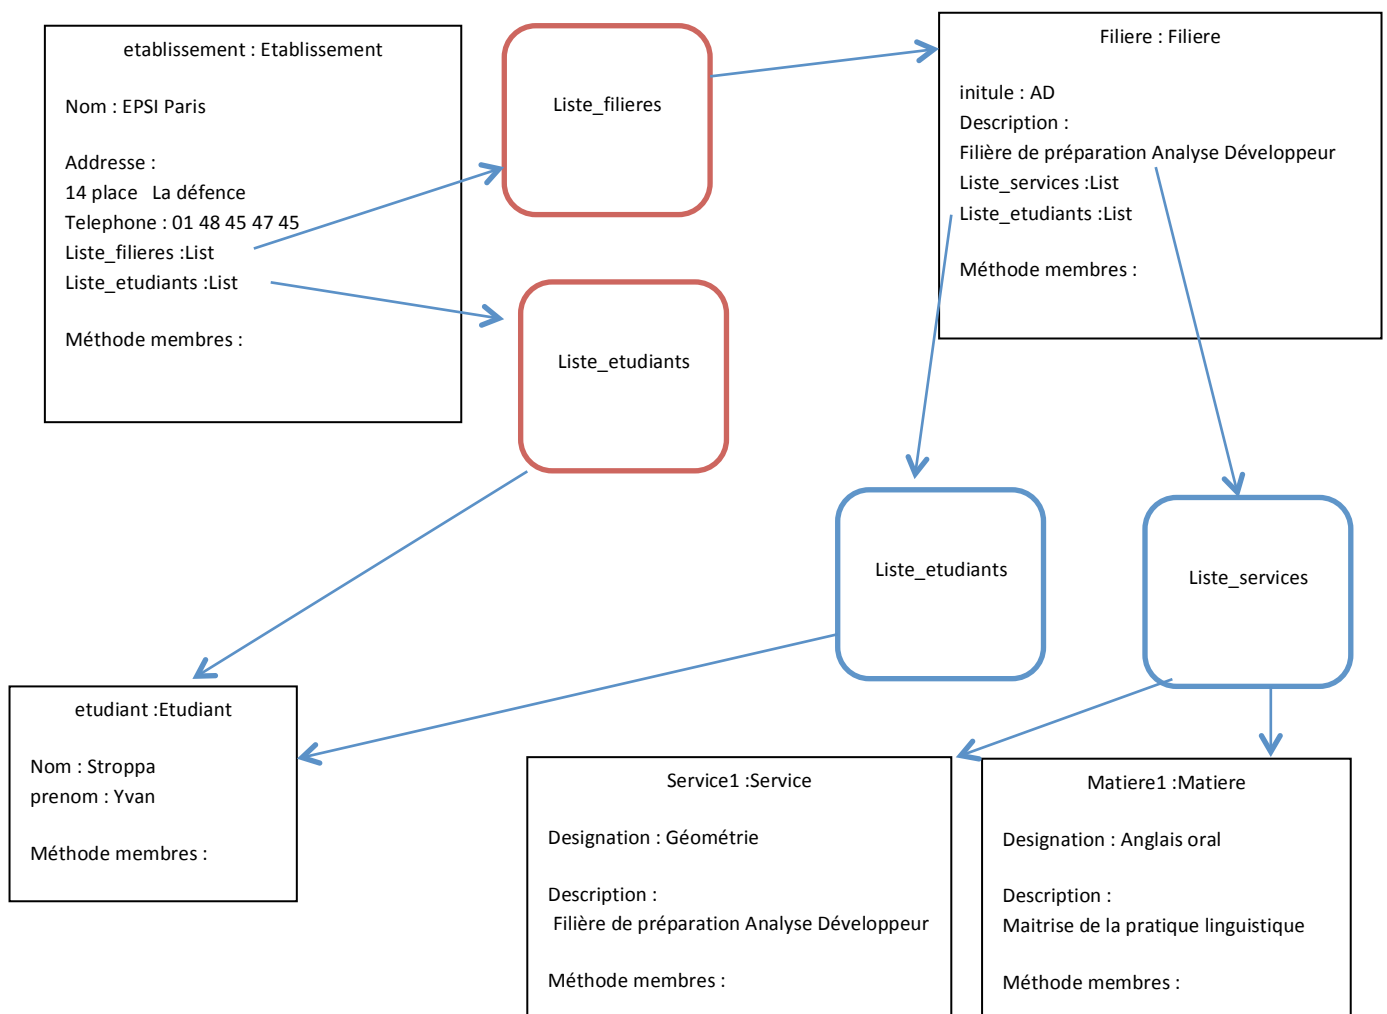 etablissement : Etablissement
Nom : EPSI Paris
Addresse :
14 place   La défence
Telephone : 01 48 45 47 45
Liste_filieres :List
Liste_etudiants :List
Méthode membres :
Liste_filieres
Liste_etudiants
Filiere : Filiere
initule : AD
Description :
Filière de préparation Analyse Développeur
Liste_services :List
Liste_etudiants :List
Méthode membres :
Liste_etudiants
Liste_services
etudiant :Etudiant
Nom : Stroppa
prenom : Yvan
Méthode membres :
Service1 :Service
Designation : Géométrie
Description :
Filière de préparation Analyse Développeur
Méthode membres :
Matiere1 :Matiere
Designation : Anglais oral
Description :
Maitrise de la pratique linguistique
Méthode membres :